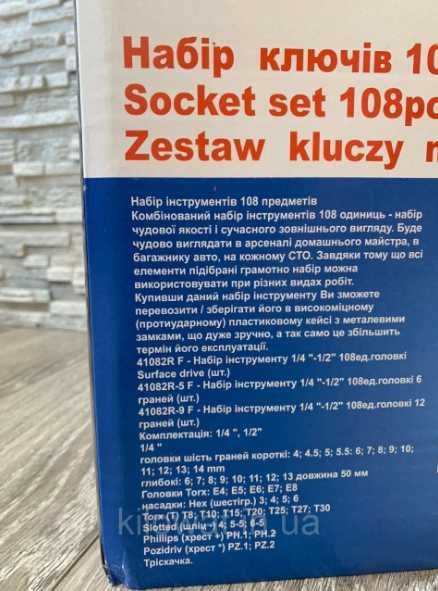 Набір ключів 10
Socket set 108pc
Zestaw kluczy n
Набір інструментів 108 предметів
Комбінований набір інструментів 108 одиниць - набір
чудової якості і сучасного зовнішнього вигляду. Буде
чудово виглядати в арсеналі домашнього майстра, в
багажнику авто, на кожному СТО. Завдяки тому що всі
елементи підібрані грамотно набір можна
використовувати при різних видах робіт.
Купивши даний набір інструменту Ви зможете
перевозити / зберігати його в високоміцному
(протиударному) пластиковому кейсі з металевими
замками, що дуже зручно, а так само це збільшить
термін його експлуатації.
41082R F - Набір інструменту 1/4 "-1/2" 108ед.головкі
Surface drive (шт.)
41082R-5 F - Набір інструменту 1/4 "-1/2" 108ед.головкі 6
граней (шт.)
41082R-9 F - Набір інструменту 1/4 "-1/2" 108ед.головкі 12
граней (шт.)
Комплектація: 1/4 ", 1/2"
1/4 "
головки шість граней короткі: 4; 4.5; 5; 5.5: 6; 7; 8; 9; 10;
11; 12; 13; 14 mm
глибокі: 6; 7; 8; 9; 10; 11; 12; 13 довжина 50 мм
Головки Torx: E4; E5; E6; E7; E8
насадки: Hex (шестігр.) 3; 4; 5; 6
Torx (*) T8; T10; T15; T20: T25; T27; T30
Slotted (шліц -) 4; 5-5; 6-5
Phillips (хрест +) PH.1; PH.2
Pozidriv (хрест *) PZ.1; PZ.2
Тріскачка.